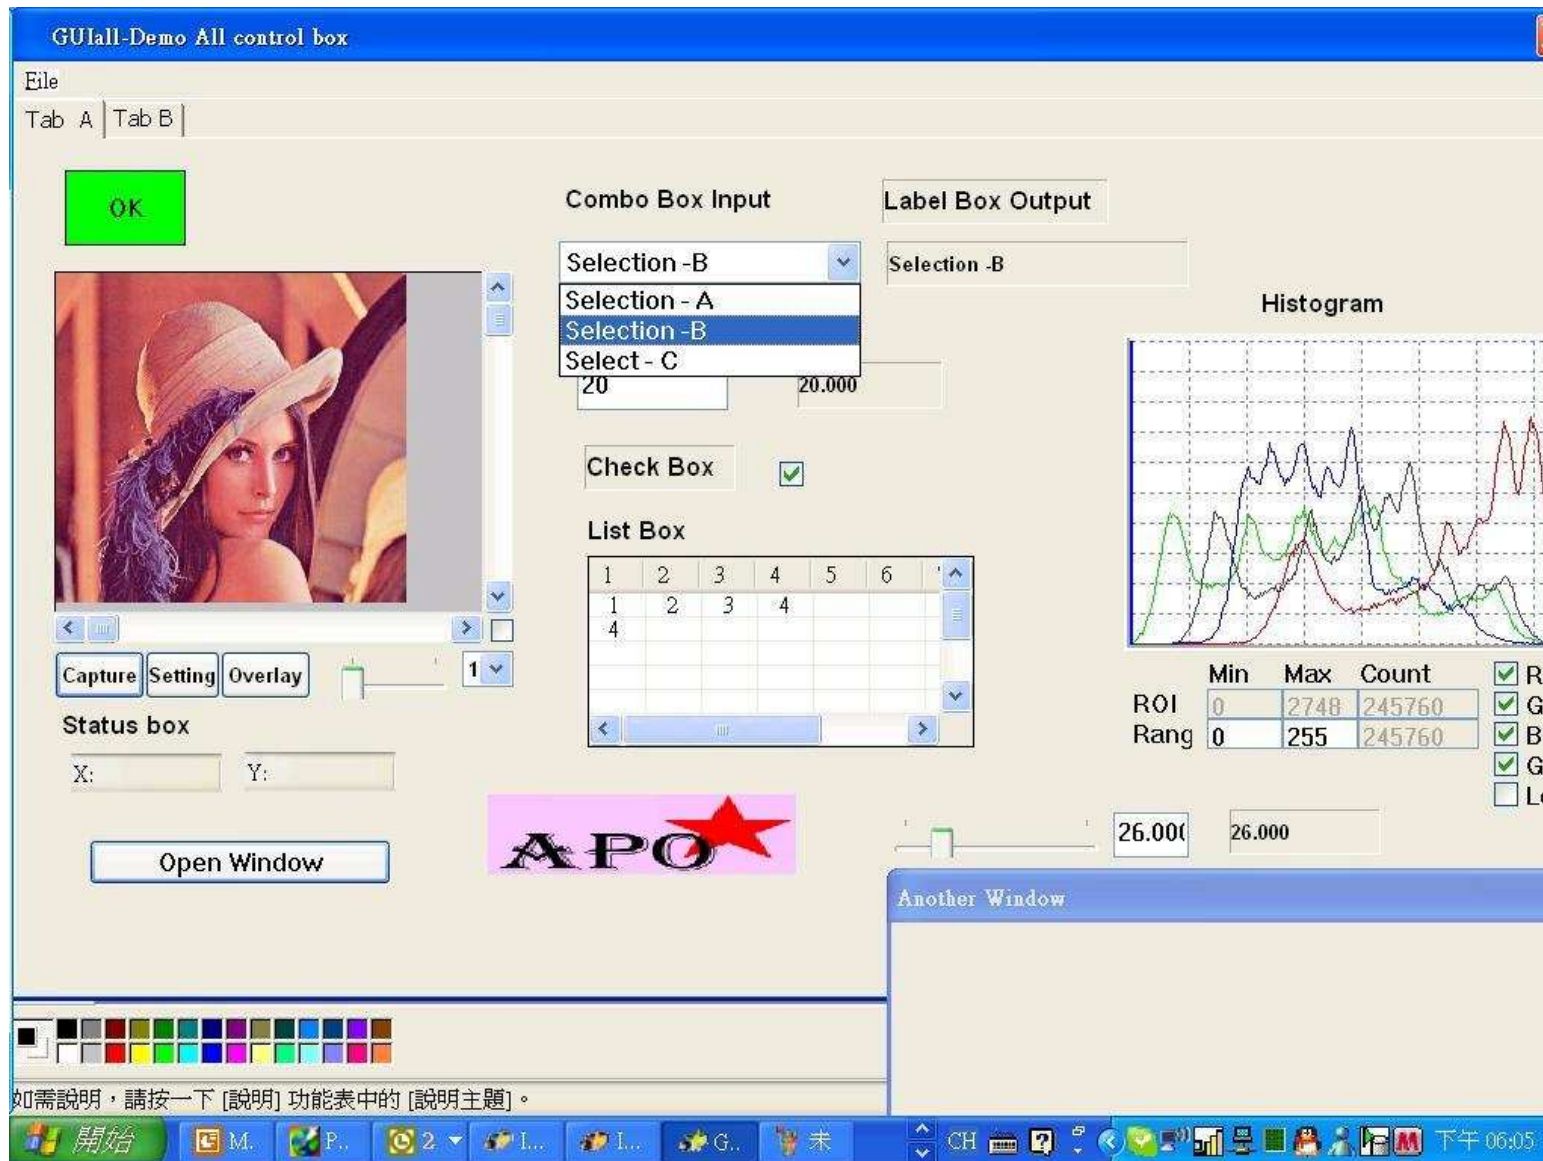 GUIall-Demo All control box
File
Tab A Tab B
OK
Combo Box Input
Label Box Output
Selection -B
Selection -B
Selection - A
Selection -B
Select - C
20
20.000
Histogram
Check Box
List Box
1 2 3 4 5 6
1 2 3 4
4
Capture Setting Overlay
1
Status box
X: Y:
Open Window
APO
Min Max Count
ROI 0 2748 245760
Rang 0 255 245760
R
G
B
G
26.00
26.000
Another Window
如需說明，請按一下 [說明] 功能表中的 [說明主題]。
開始 M. P.. 2 I... I... G.. 未 CH 下午 06:05